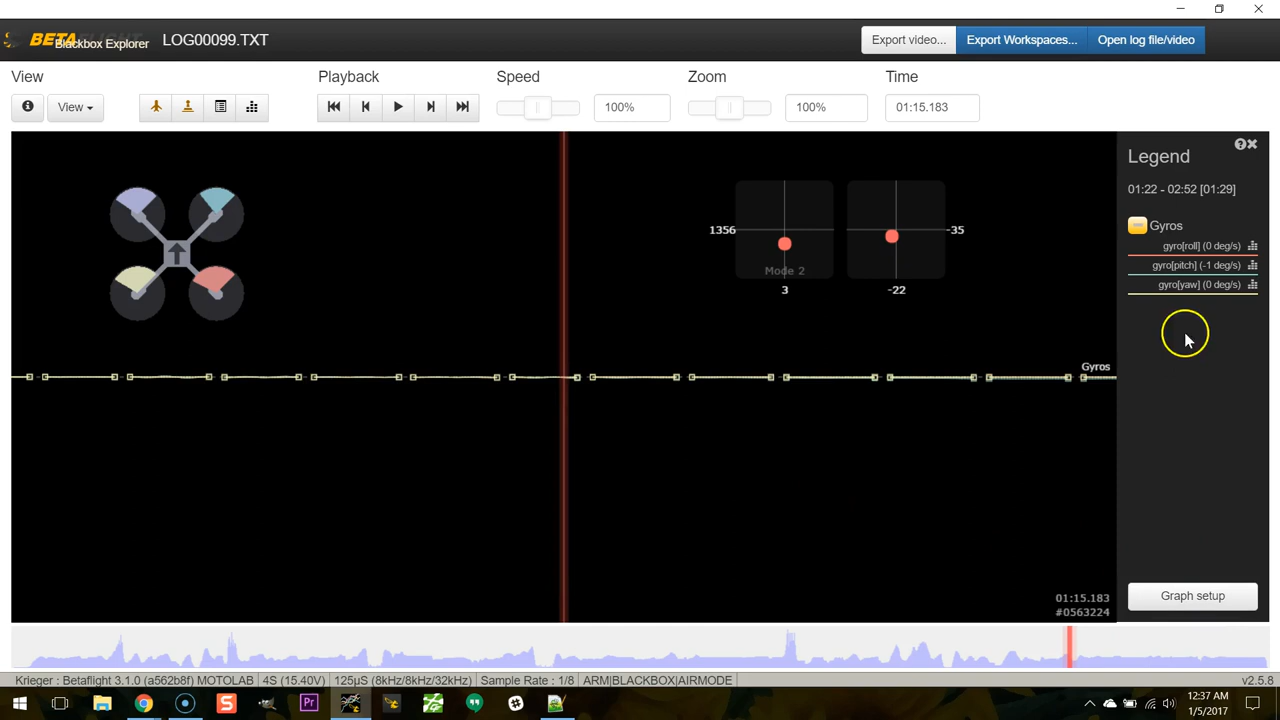 BETAFLIGHT
Blackbox Explorer
LOG00099.TXT
Export video...
Export Workspaces...
Open log file/video
View
Playback
Speed
Zoom
Time
View
100%
100%
01:15.183
Legend
01:22 - 02:52 [01:29]
Gyros
gyro[roll] (0 deg/s)
gyro[pitch] (-1 deg/s)
gyro[yaw] (0 deg/s)
1356
-35
Mode 2
3
-22
Gyros
01:15.183
#0563224
Graph setup
Krieger : Betaflight 3.1.0 (a562b8f) MOTOLAB
4S (15.40V)
125µS (8kHz/8kHz/32kHz)
Sample Rate : 1/8
ARM|BLACKBOX|AIRMODE
v2.5.8
12:37 AM
1/5/2017